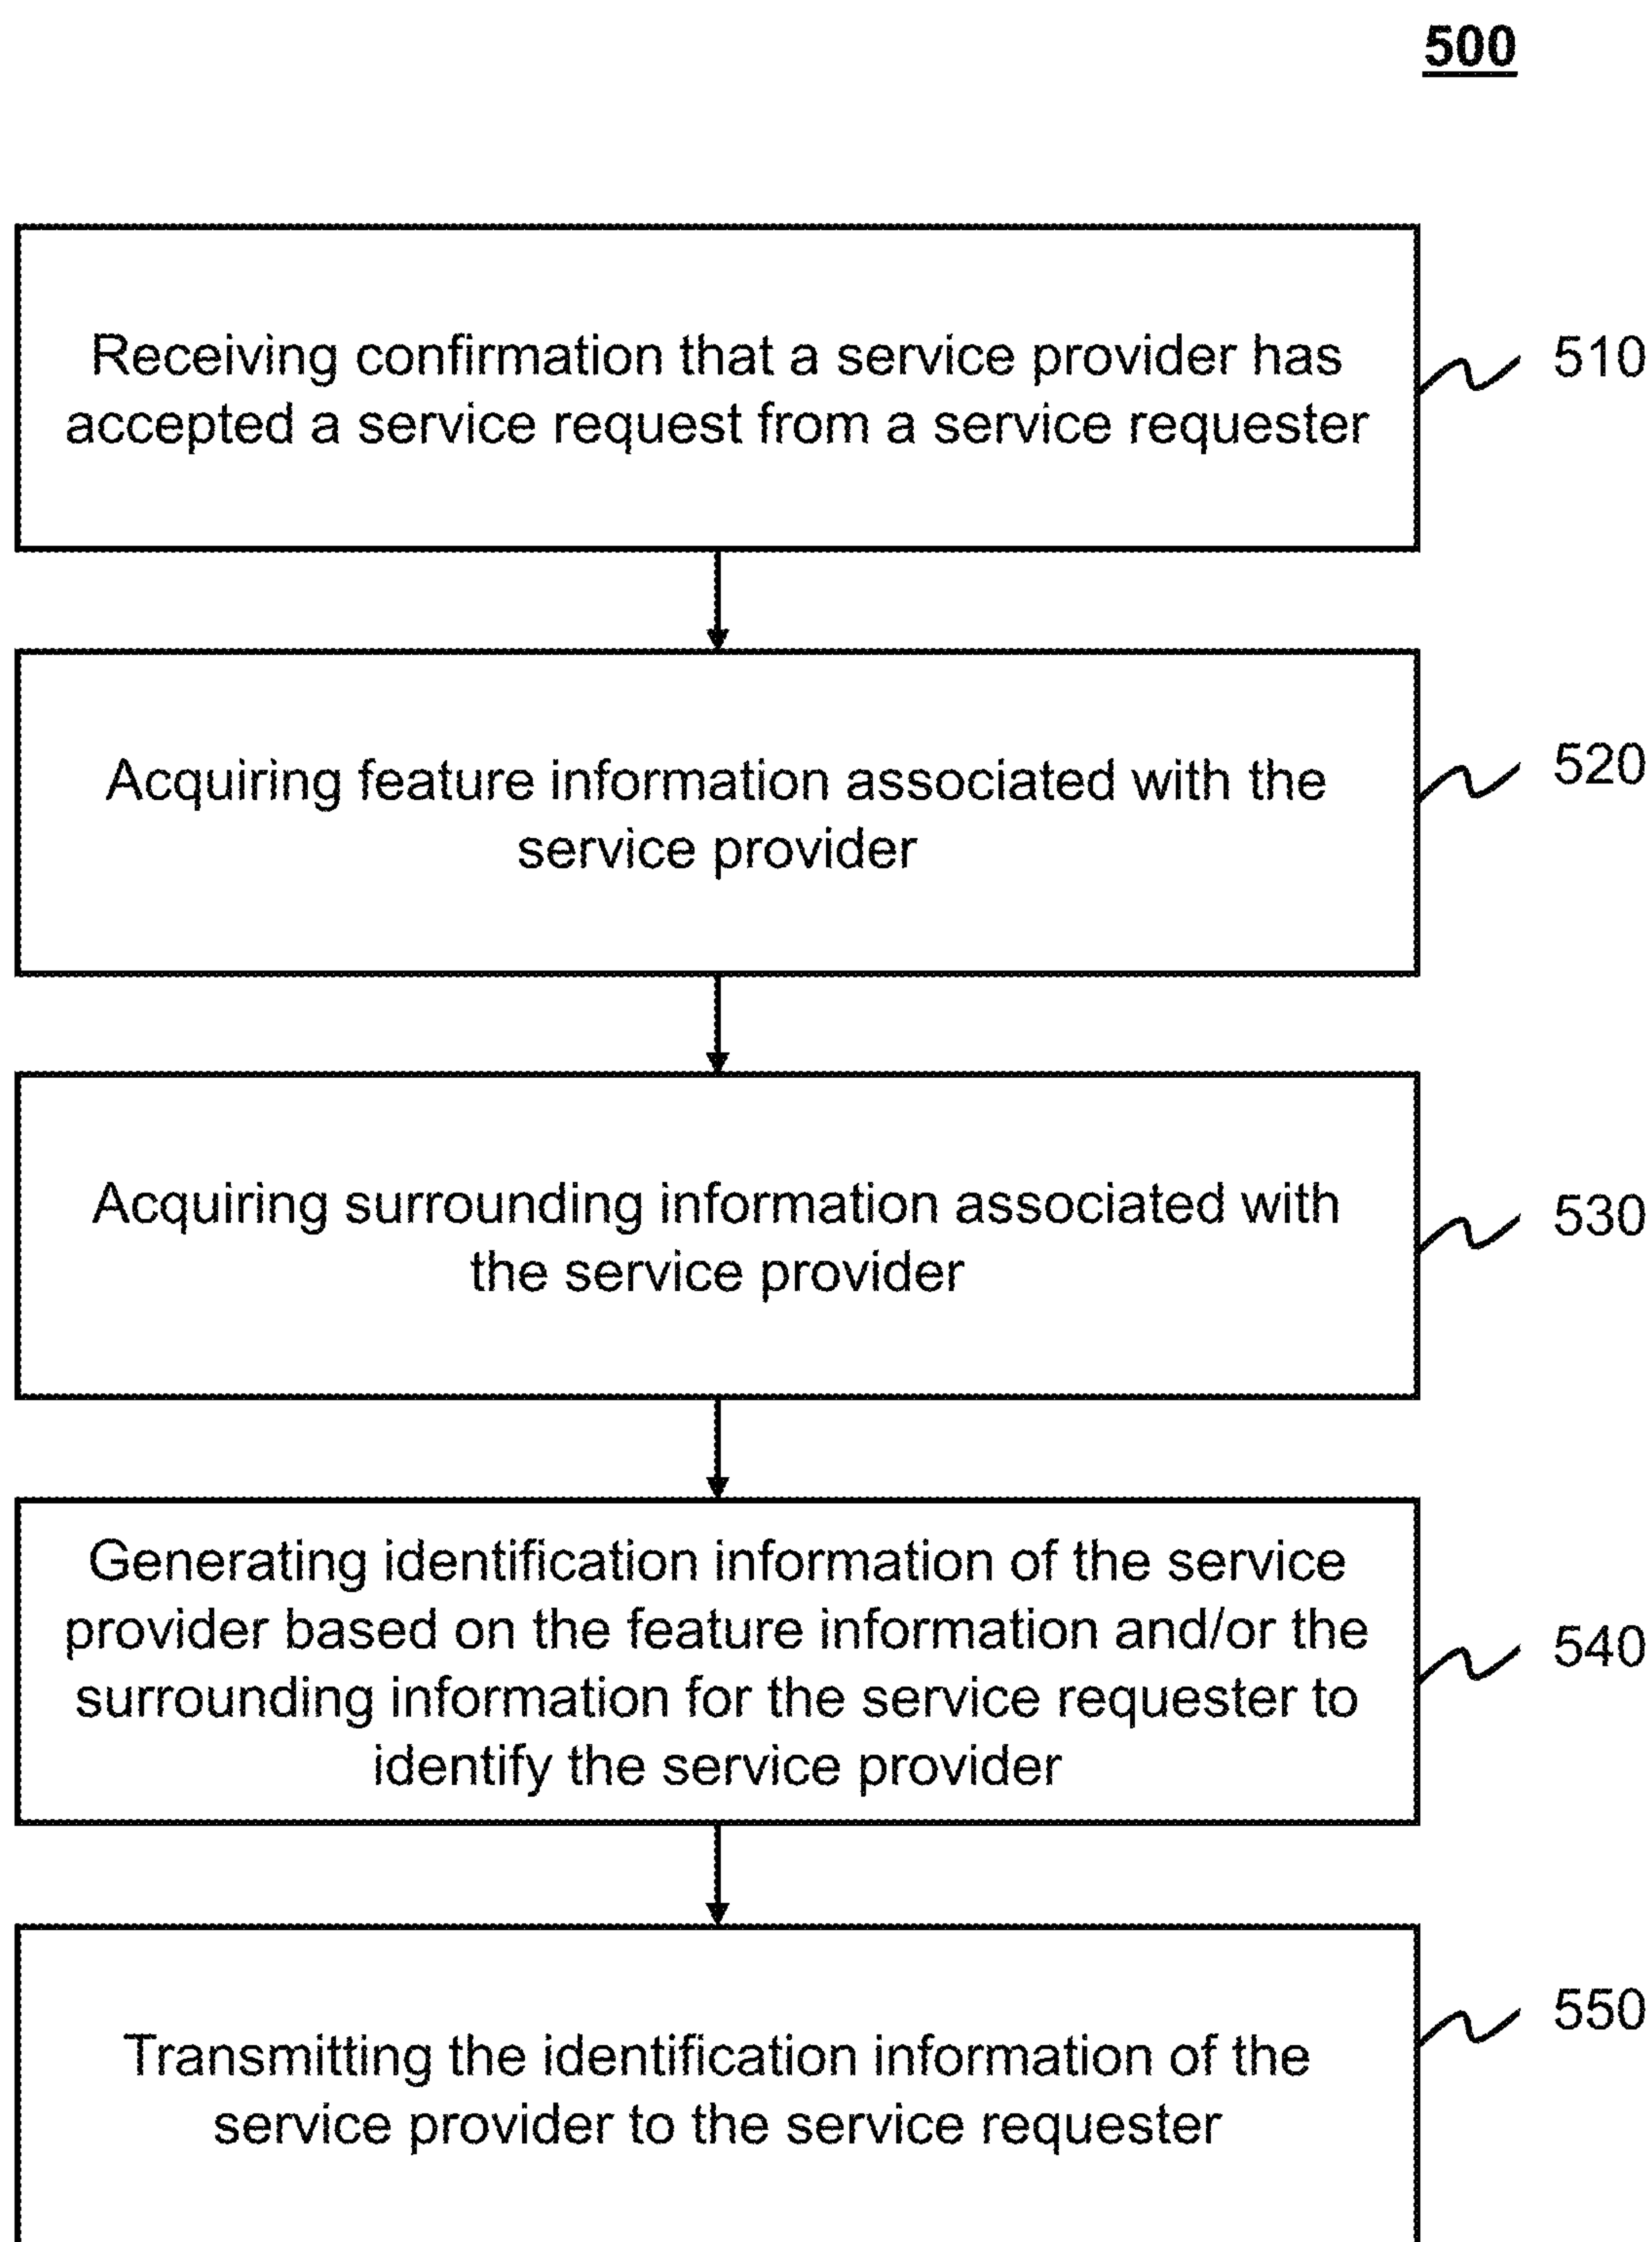 500
Receiving confirmation that a service provider has
accepted a service request from a service requester
510
Acquiring feature information associated with the
service provider
520
Acquiring surrounding information associated with
the service provider
530
Generating identification information of the service
provider based on the feature information and/or the
surrounding information for the service requester to
identify the service provider
540
Transmitting the identification information of the
service provider to the service requester
550